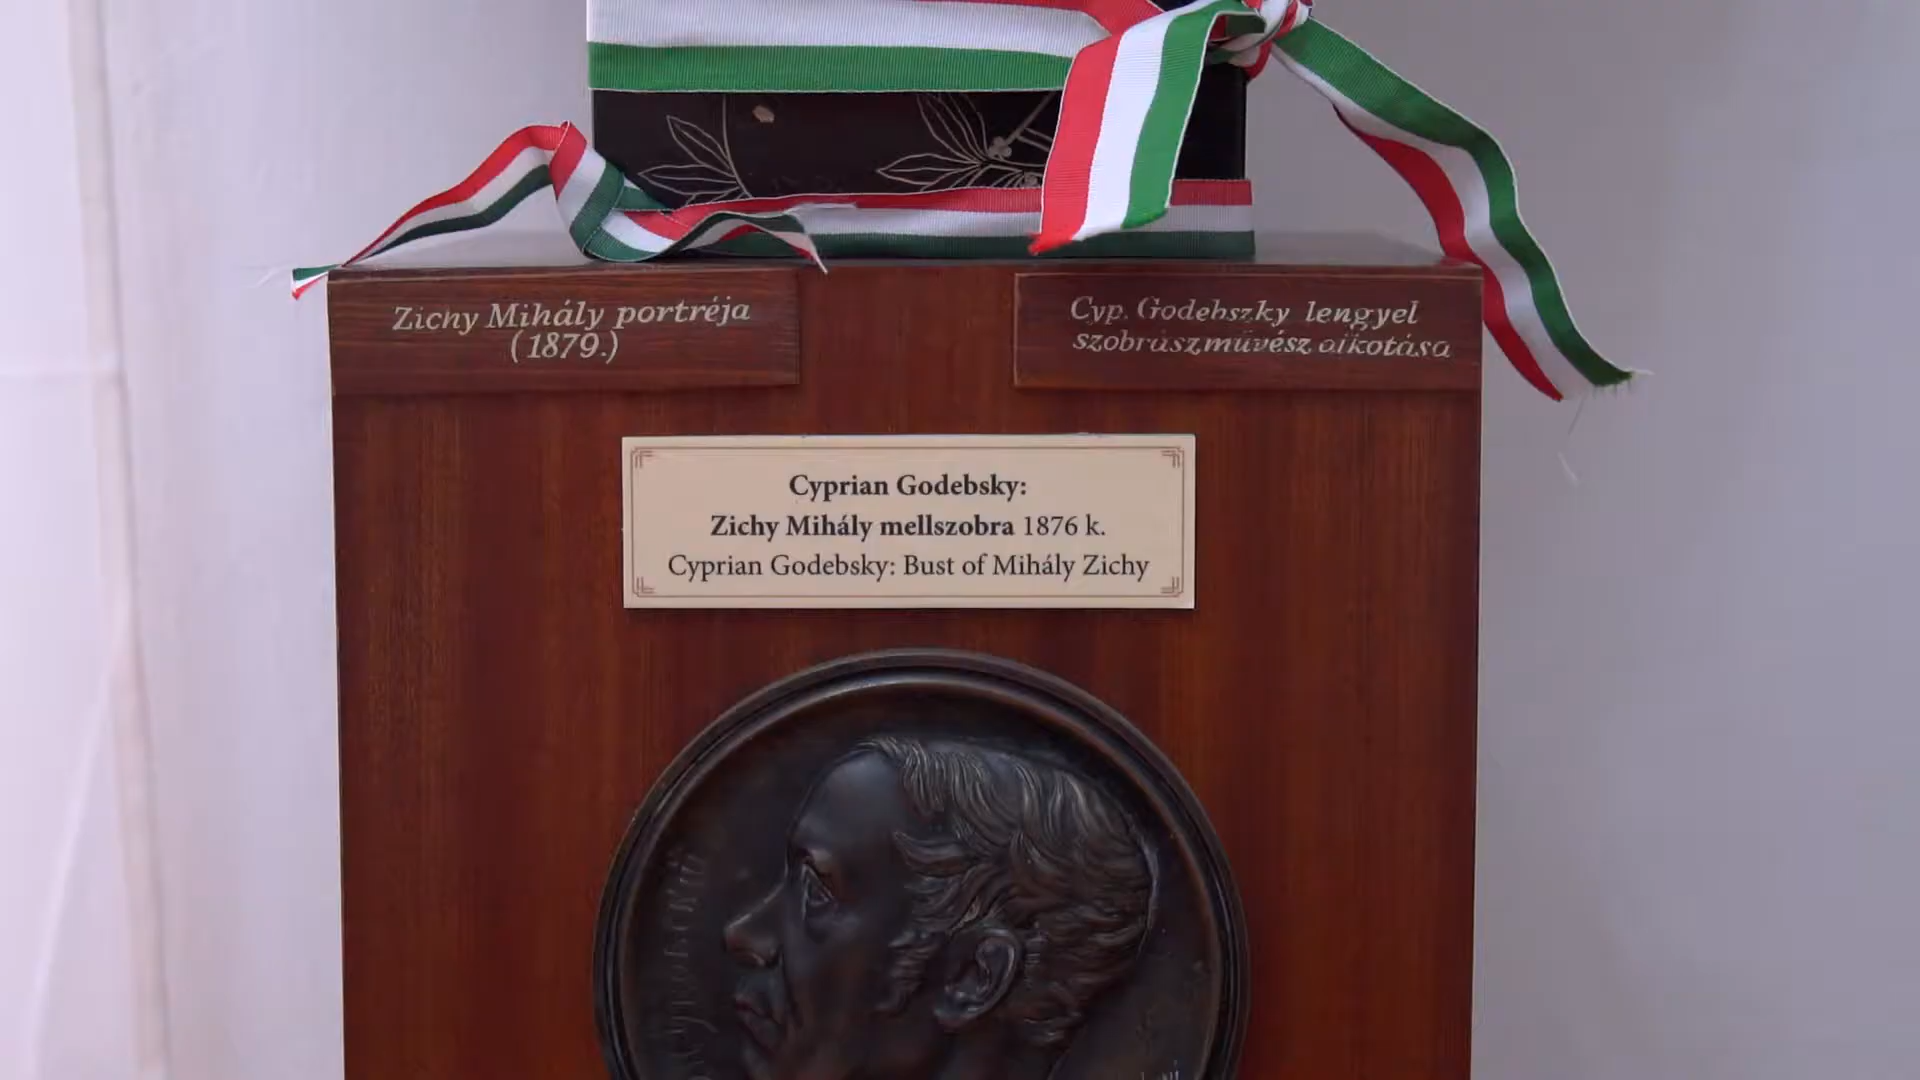 Zichy Mihály portréja
(1879.)
Cyp. Godebszky lengyel
szobrászművész alkotása
Cyprian Godebsky:
Zichy Mihály mellszobra 1876 k.
Cyprian Godebsky: Bust of Mihály Zichy